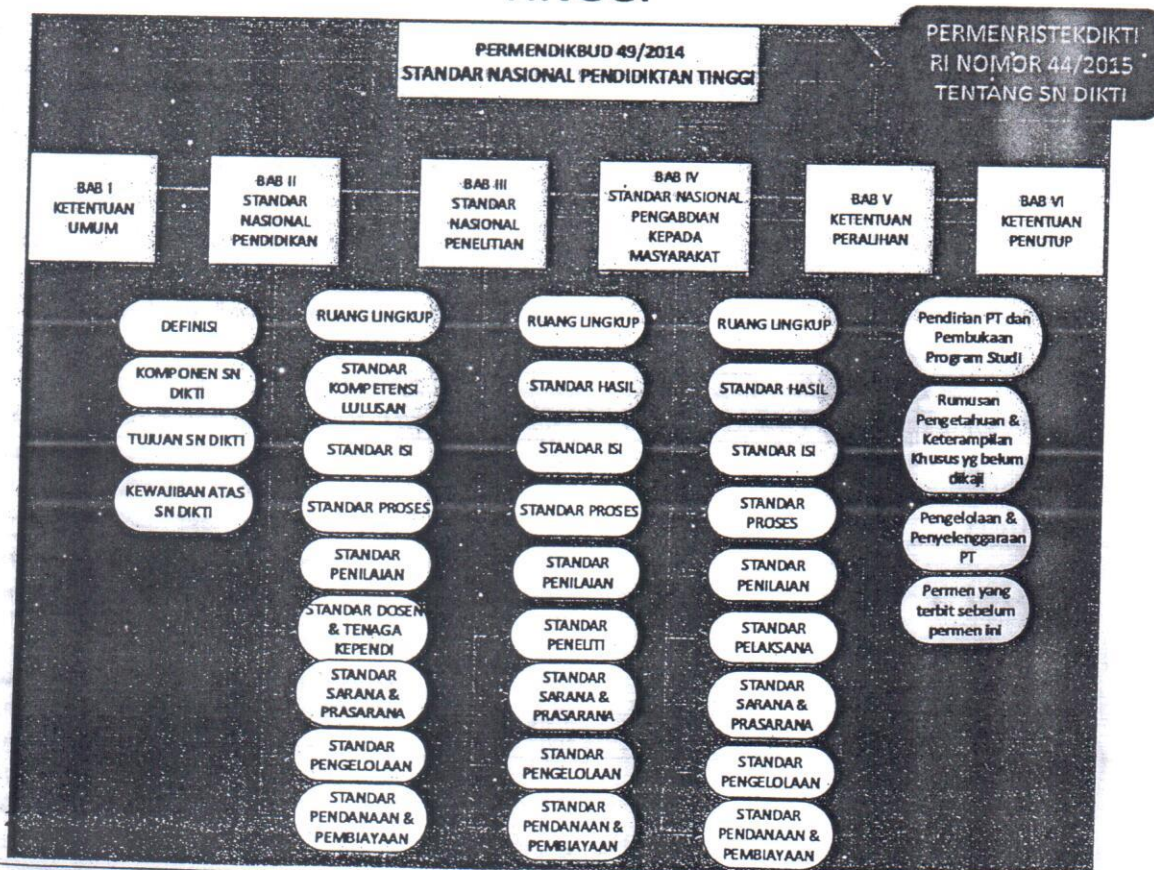 PERMENDIKBUD 49/2014
STANDAR NASIONAL PENDIDIKTAN TINGGI
PERMENRISTEKDIKTI
RI NOMOR 44/2015
TENTANG SN DIKTI
BAB I
KETENTUAN
UMUM
BAB II
STANDAR
NASIONAL
PENDIDIKAN
BAB III
STANDAR
NASIONAL
PENELITIAN
BAB IV
STANDAR NASIONAL
PENGABDIAN
KEPADA
MASYARAKAT
BAB V
KETENTUAN
PERALIHAN
BAB VI
KETENTUAN
PENUTUP
DEFINISI
KOMPONEN SN
DIKTI
TUJUAN SN DIKTI
KEWAJIBAN ATAS
SN DIKTI
RUANG LINGKUP
STANDAR
KOMPETENSI
LULUSAN
STANDAR ISI
STANDAR PROSES
STANDAR
PENILAIAN
STANDAR DOSEN
& TENAGA
KEPENDI
STANDAR
SARANA &
PRASARANA
STANDAR
PENGELOLAAN
STANDAR
PENDANAAN &
PEMBIAYAAN
RUANG LINGKUP
STANDAR HASIL
STANDAR ISI
STANDAR PROSES
STANDAR
PENILAIAN
STANDAR
PENELITI
STANDAR
SARANA &
PRASARANA
STANDAR
PENGELOLAAN
STANDAR
PENDANAAN &
PEMBIAYAAN
RUANG LINGKUP
STANDAR HASIL
STANDAR ISI
STANDAR
PROSES
STANDAR
PENILAIAN
STANDAR
PELAKSANA
STANDAR
SARANA &
PRASARANA
STANDAR
PENGELOLAAN
STANDAR
PENDANAAN &
PEMBIAYAAN
Pendirian PT dan
Pembukaan
Program Studi
Rumusan
Pengetahuan &
Keterampilan
Khusus yg belum
dikaji
Pengelolaan &
Penyelenggaraan
PT
Permen yang
terbit sebelum
permen ini